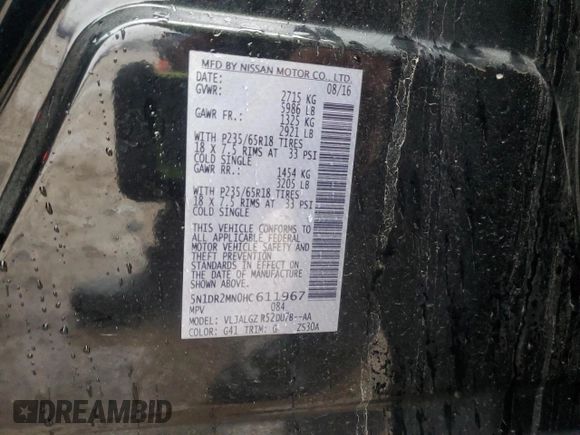 MFD BY NISSAN MOTOR CO., LTD.
DATE: 08/16
GVWR: 2715 KG
5986 LB
GAWR FR.: 1325 KG
2921 LB
WITH P235/65R18 TIRES
18 X 7.5 RIMS AT 33 PSI
COLD SINGLE
GAWR RR.: 1454 KG
3205 LB
WITH P235/65R18 TIRES
18 X 7.5 RIMS AT 33 PSI
COLD SINGLE
THIS VEHICLE CONFORMS TO
ALL APPLICABLE FEDERAL
MOTOR VEHICLE SAFETY AND
THEFT PREVENTION
STANDARDS IN EFFECT ON
THE DATE OF MANUFACTURE
SHOWN ABOVE.
5N1DR2MN0HC611967
MPV 084
MODEL: VLJALGZ R52DU7B--AA
COLOR: G41 TRIM: G ZS30A
DREAMBID